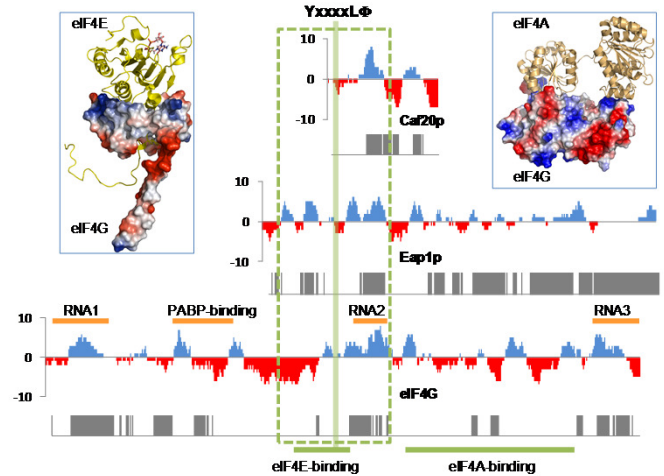 YxxxxLΦ
eIF4E
eIF4G
10
0
-10
Caf20p
eIF4A
eIF4G
10
0
-10
Eap1p
RNA1
PABP-binding
RNA2
RNA3
10
0
-10
eIF4G
eIF4E-binding
eIF4A-binding